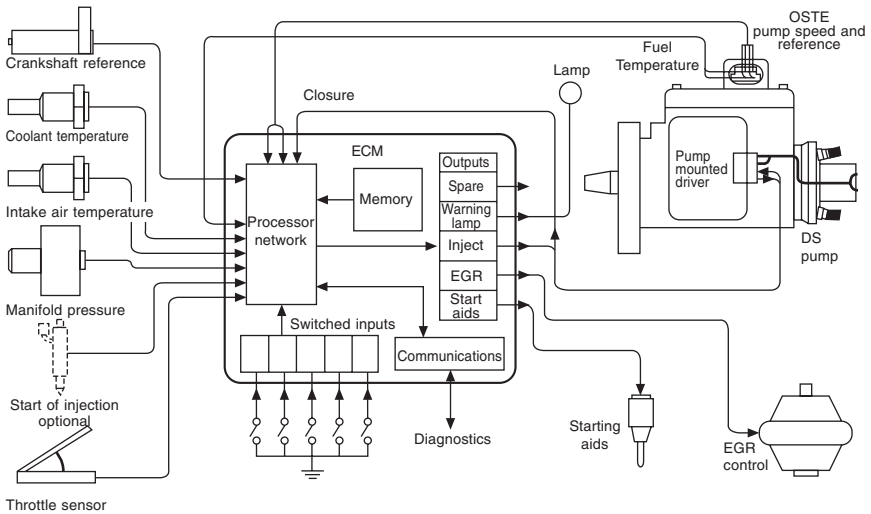 OSTE
pump speed and
reference
Fuel
Temperature
Crankshaft reference
Lamp
Closure
Coolant temperature
ECM
Outputs
Spare
Warning
lamp
Inject
EGR
Start
aids
Memory
Processor
network
Pump
mounted
driver
Intake air temperature
DS
pump
Manifold pressure
Switched inputs
Communications
Start of injection
optional
Diagnostics
Starting
aids
EGR
control
Throttle sensor